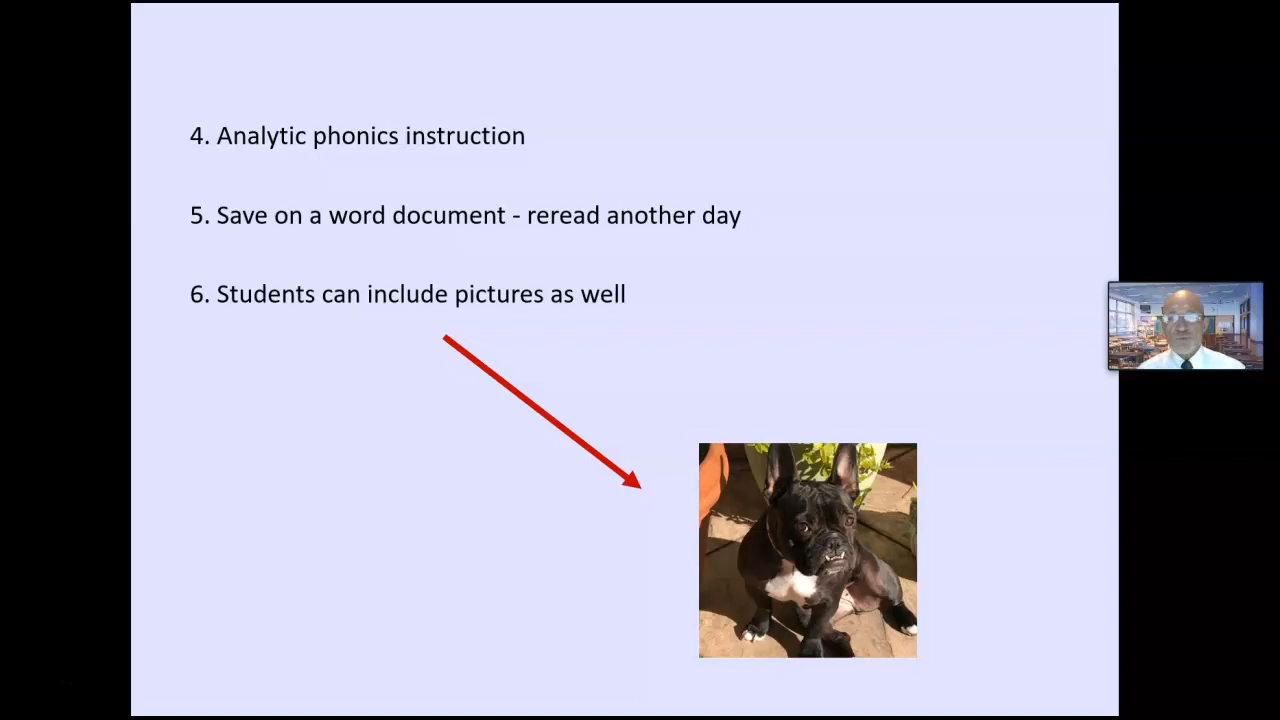 4. Analytic phonics instruction
5. Save on a word document - reread another day
6. Students can include pictures as well